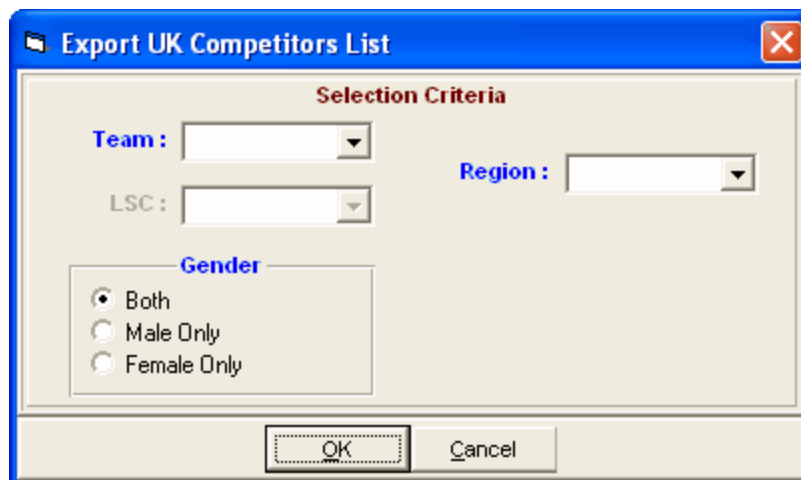 Export UK Competitors List
Selection Criteria
Team :
Region :
LSC :
Gender
Both
Male Only
Female Only
OK
Cancel